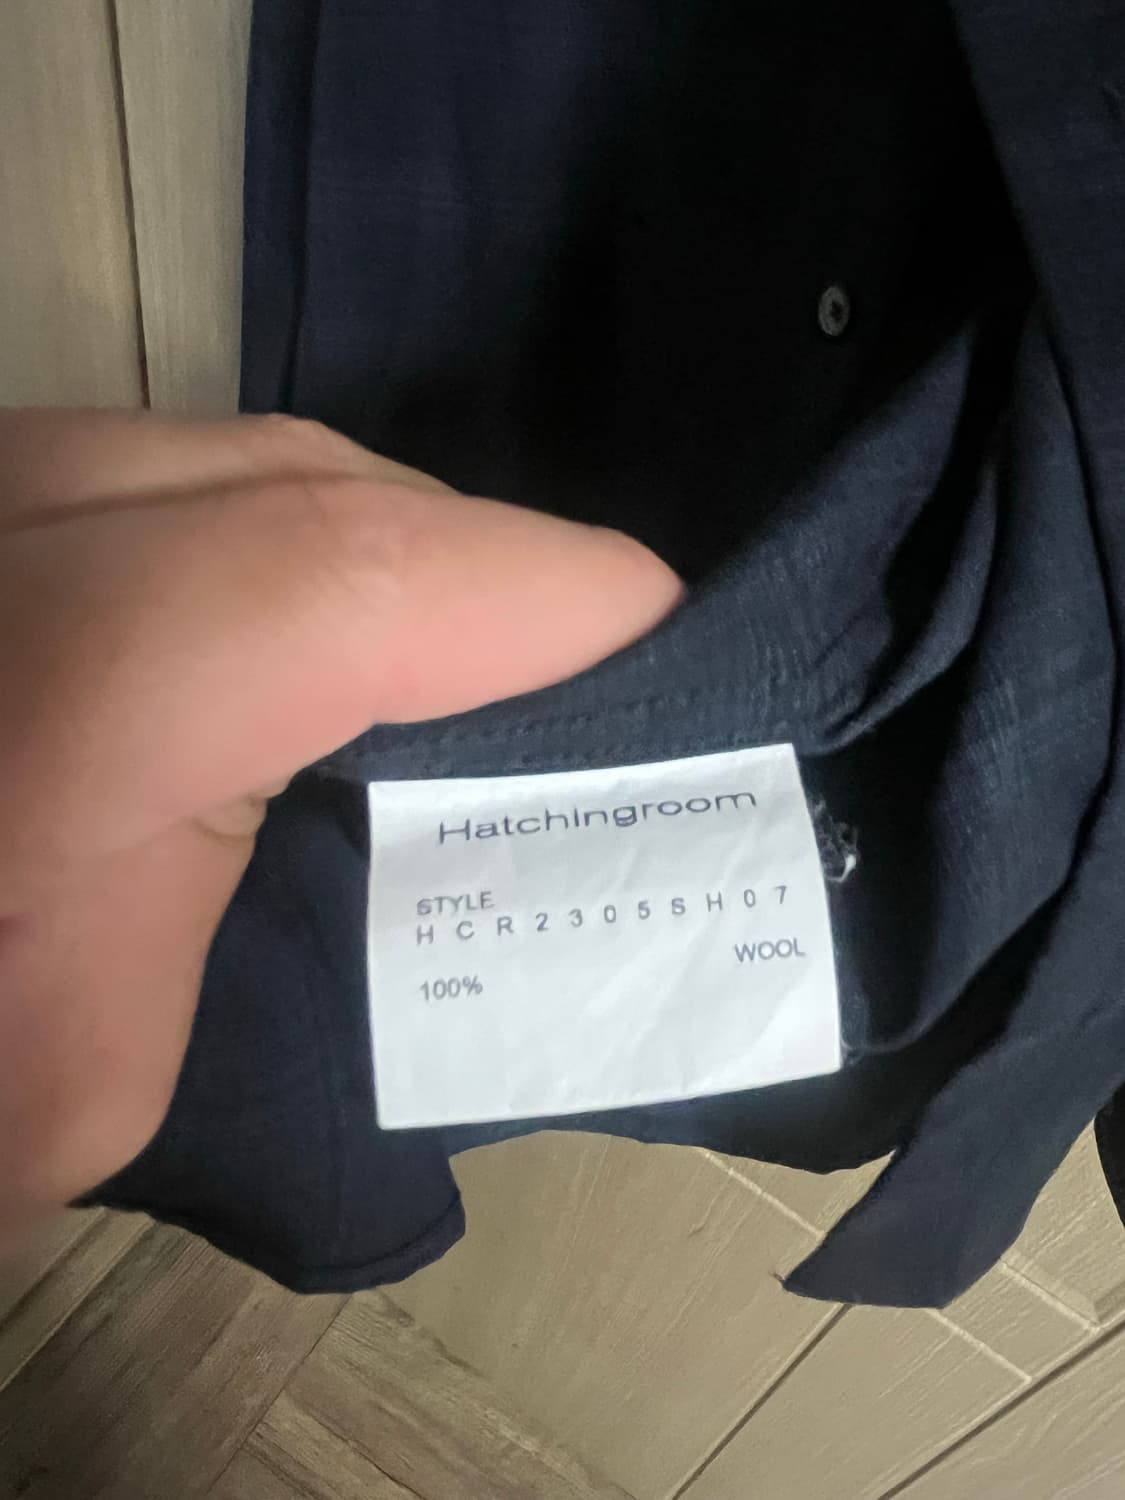 Hatchingroom
STYLE
H C R 2 3 0 5 S H 0 7
WOOL
100%